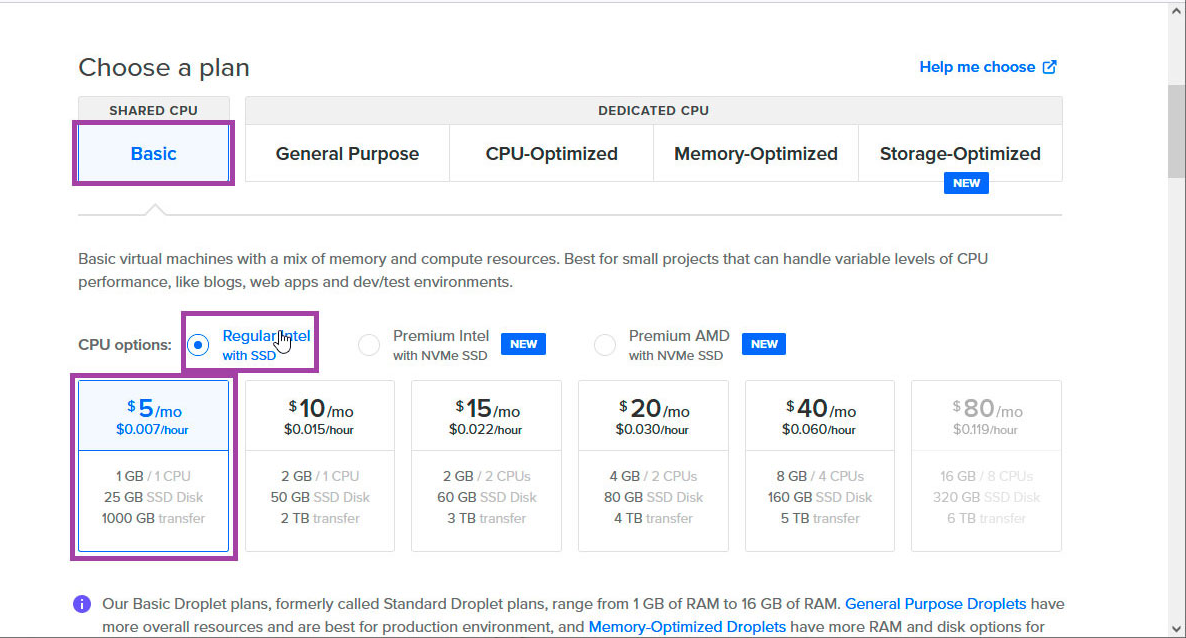 Choose a plan
Help me choose
SHARED CPU
DEDICATED CPU
Basic
General Purpose
CPU-Optimized
Memory-Optimized
Storage-Optimized
NEW
Basic virtual machines with a mix of memory and compute resources. Best for small projects that can handle variable levels of CPU
performance, like blogs, web apps and dev/test environments.
CPU options:
Regular Intel
with SSD
Premium Intel
with NVMe SSD
NEW
Premium AMD
with NVMe SSD
NEW
$5/mo
$0.007/hour
1 GB / 1 CPU
25 GB SSD Disk
1000 GB transfer
$10/mo
$0.015/hour
2 GB / 1 CPU
50 GB SSD Disk
2 TB transfer
$15/mo
$0.022/hour
2 GB / 2 CPUs
60 GB SSD Disk
3 TB transfer
$20/mo
$0.030/hour
4 GB / 2 CPUs
80 GB SSD Disk
4 TB transfer
$40/mo
$0.060/hour
8 GB / 4 CPUs
160 GB SSD Disk
5 TB transfer
$80/mo
$0.119/hour
16 GB / 8 CPUs
320 GB SSD Disk
6 TB transfer
Our Basic Droplet plans, formerly called Standard Droplet plans, range from 1 GB of RAM to 16 GB of RAM. General Purpose Droplets have
more overall resources and are best for production environment, and Memory-Optimized Droplets have more RAM and disk options for